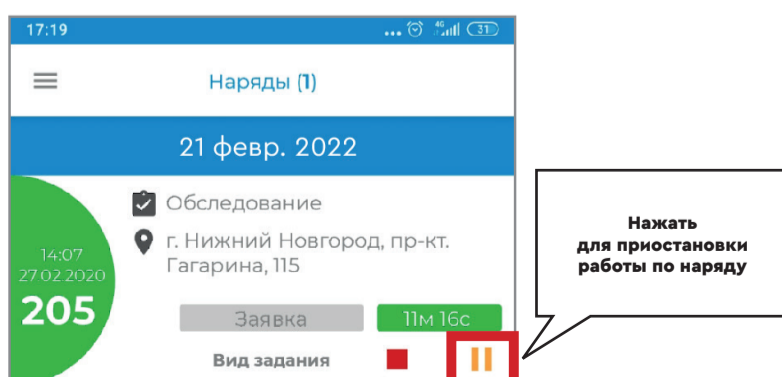 17:19
4G
31
Наряды (1)
21 февр. 2022
Обследование
г. Нижний Новгород, пр-кт.
Гагарина, 115
14:07
27.02.2020
205
Заявка
11м 16с
Вид задания
Нажать
для приостановки
работы по наряду